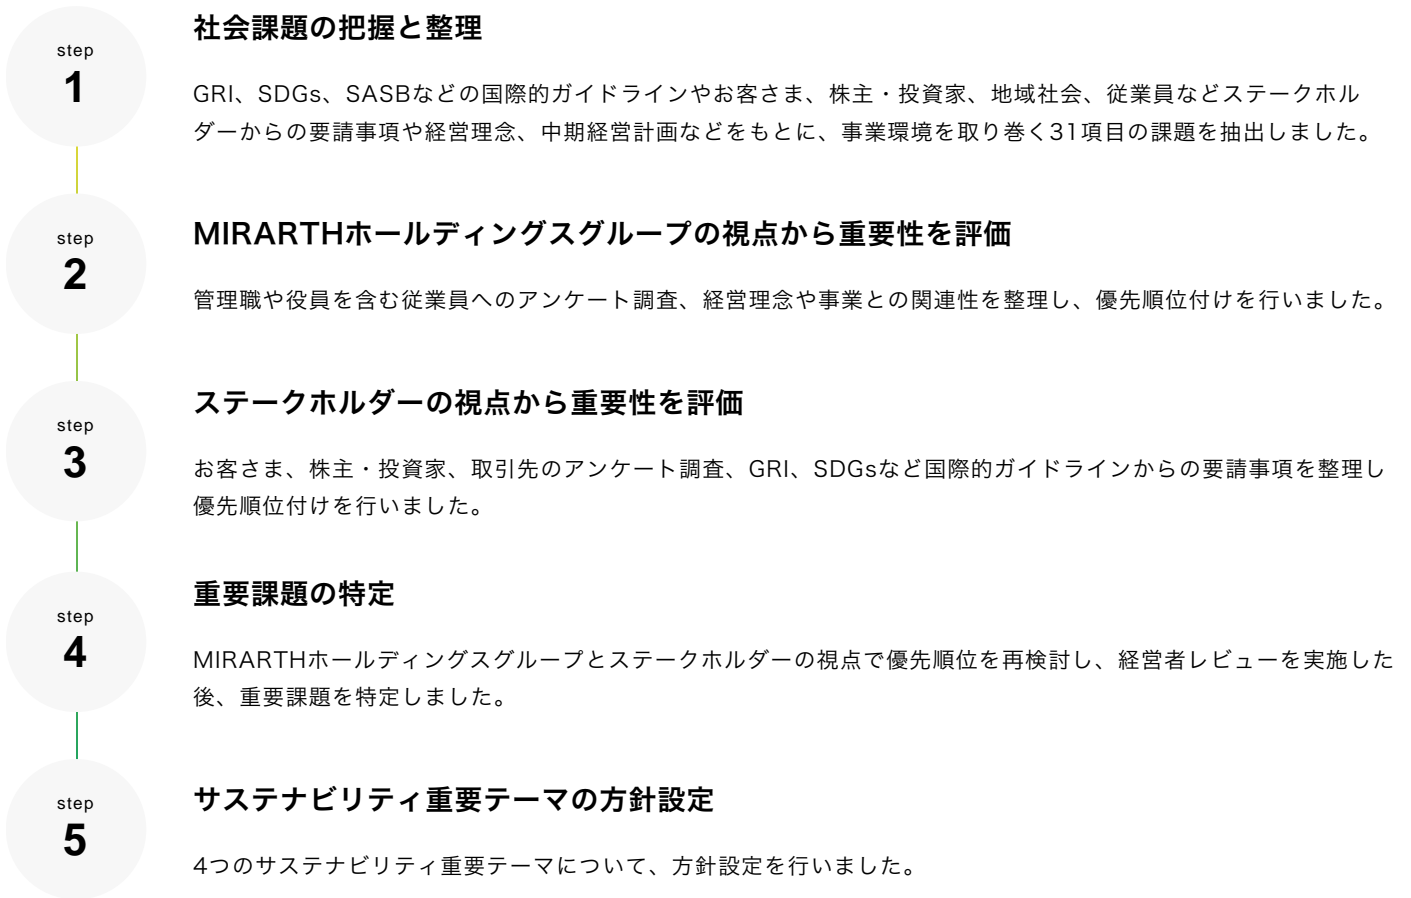 step
1
社会課題の把握と整理
GRI、SDGs、SASBなどの国際的ガイドラインやお客さま、株主・投資家、地域社会、従業員などステークホル
ダーからの要請事項や経営理念、中期経営計画などをもとに、事業環境を取り巻く31項目の課題を抽出しました。
step
2
MIRARTHホールディングスグループの視点から重要性を評価
管理職や役員を含む従業員へのアンケート調査、経営理念や事業との関連性を整理し、優先順位付けを行いました。
step
3
ステークホルダーの視点から重要性を評価
お客さま、株主・投資家、取引先のアンケート調査、GRI、SDGsなど国際的ガイドラインからの要請事項を整理し
優先順位付けを行いました。
step
4
重要課題の特定
MIRARTHホールディングスグループとステークホルダーの視点で優先順位を再検討し、経営者レビューを実施した
後、重要課題を特定しました。
step
5
サステナビリティ重要テーマの方針設定
4つのサステナビリティ重要テーマについて、方針設定を行いました。